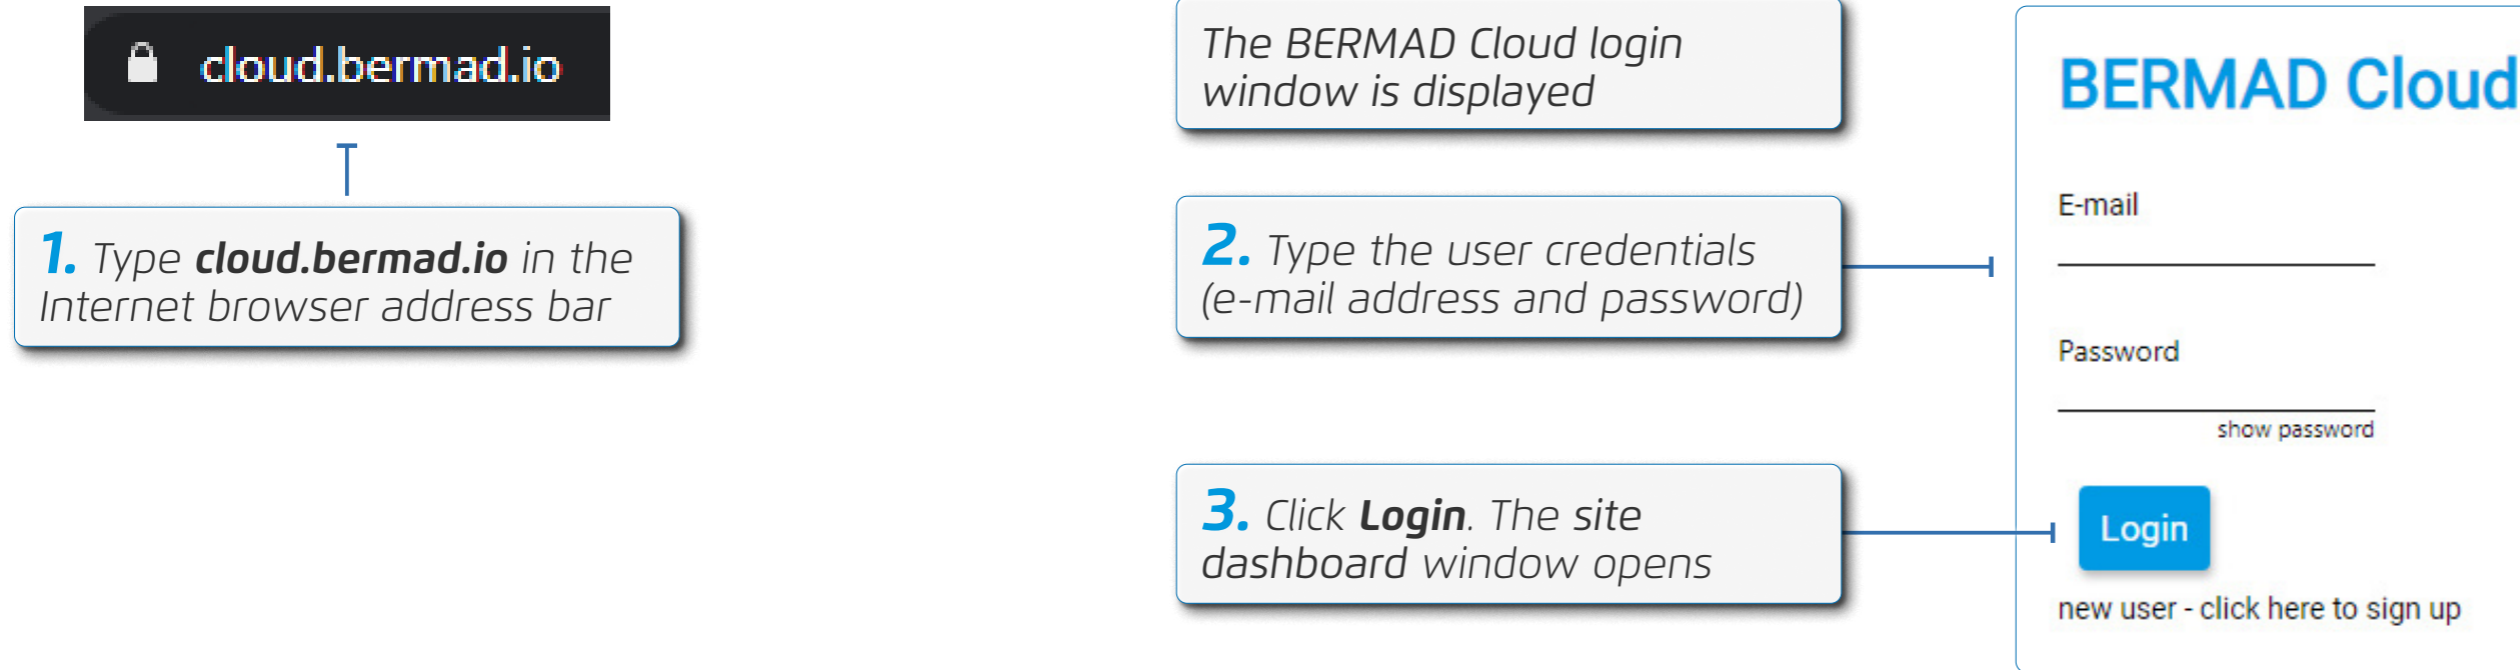 cloud.bermad.io
1. Type cloud.bermad.io in the
Internet browser address bar
The BERMAD Cloud login
window is displayed
2. Type the user credentials
(e-mail address and password)
3. Click Login. The site
dashboard window opens
BERMAD Cloud
E-mail
Password
show password
Login
new user - click here to sign up